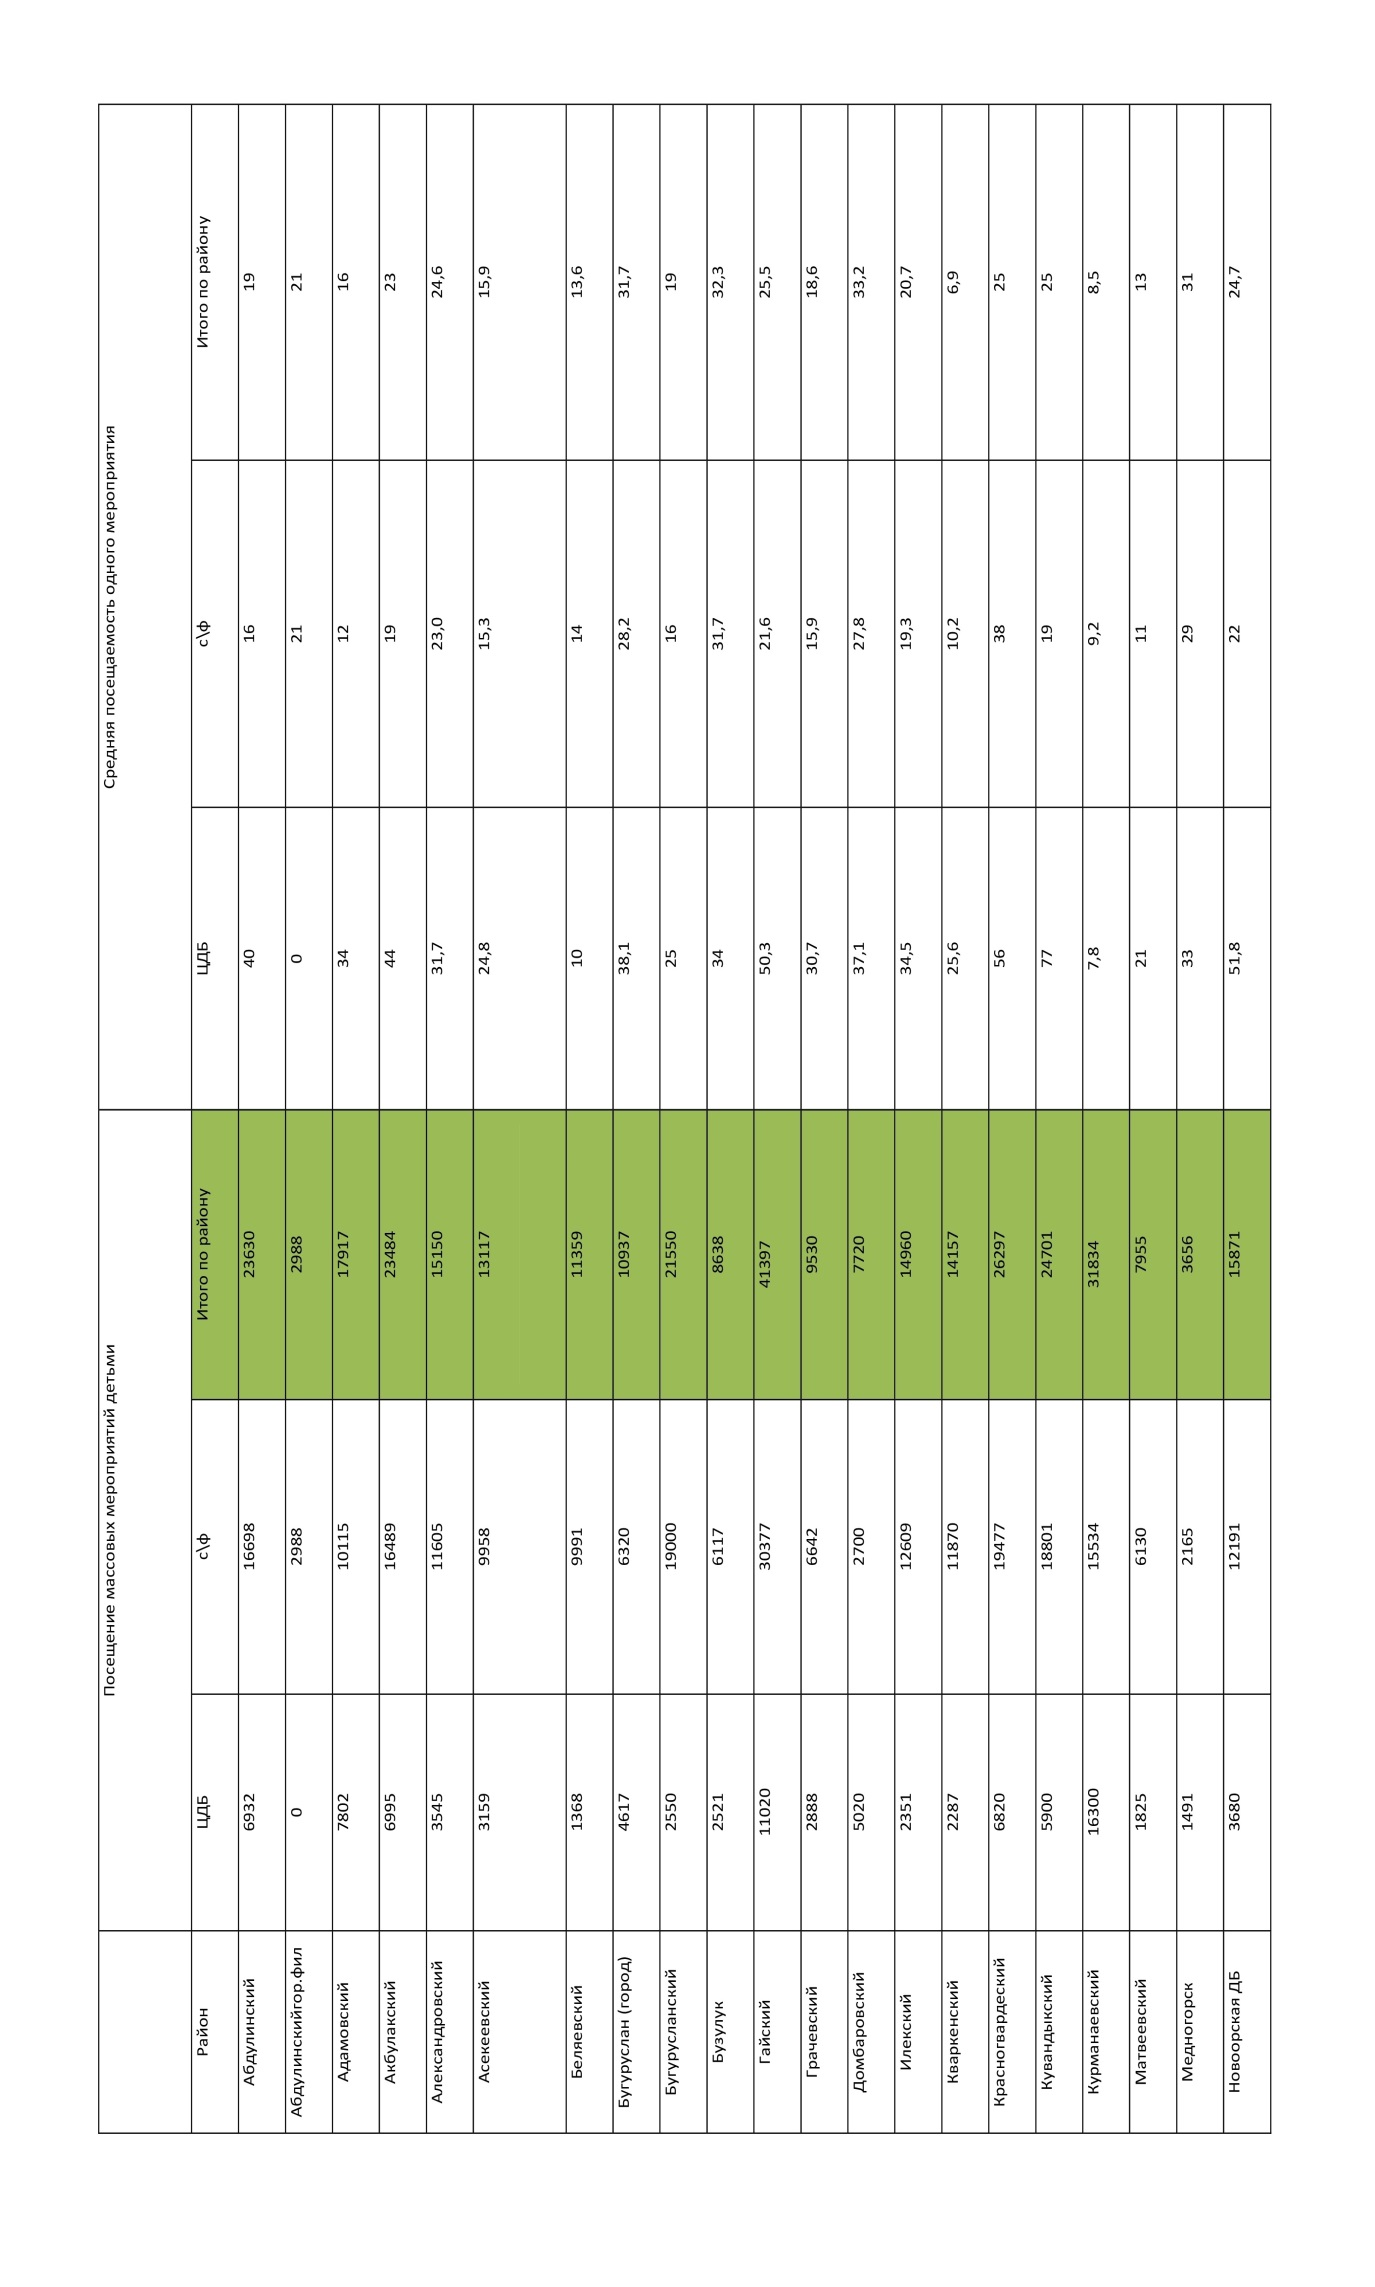 Посещение массовых мероприятий детьми Средняя посещаемость одного мероприятия
Район ЦДБ с\ф Итого по району ЦДБ с\ф Итого по району
Абдулинский 6932 16698 23630 40 16 19
Абдулинскийгор.фил 0 2988 2988 0 21 21
Адамовский 7802 10115 17917 34 12 16
Акбулакский 6995 16489 23484 44 19 23
Александровский 3545 11605 15150 31,7 23,0 24,6
Асекеевский 3159 9958 13117 24,8 15,3 15,9
Беляевский 1368 9991 11359 10 14 13,6
Бугуруслан (город) 4617 6320 10937 38,1 28,2 31,7
Бугурусланский 2550 19000 21550 25 16 19
Бузулук 2521 6117 8638 34 31,7 32,3
Гайский 11020 30377 41397 50,3 21,6 25,5
Грачевский 2888 6642 9530 30,7 15,9 18,6
Домбаровский 5020 2700 7720 37,1 27,8 33,2
Илекский 2351 12609 14960 34,5 19,3 20,7
Кваркенский 2287 11870 14157 25,6 10,2 6,9
Красногвардеский 6820 19477 26297 56 38 25
Кувандыкский 5900 18801 24701 77 19 25
Курманаевский 16300 15534 31834 7,8 9,2 8,5
Матвеевский 1825 6130 7955 21 11 13
Медногорск 1491 2165 3656 33 29 31
Новоорская ДБ 3680 12191 15871 51,8 22 24,7